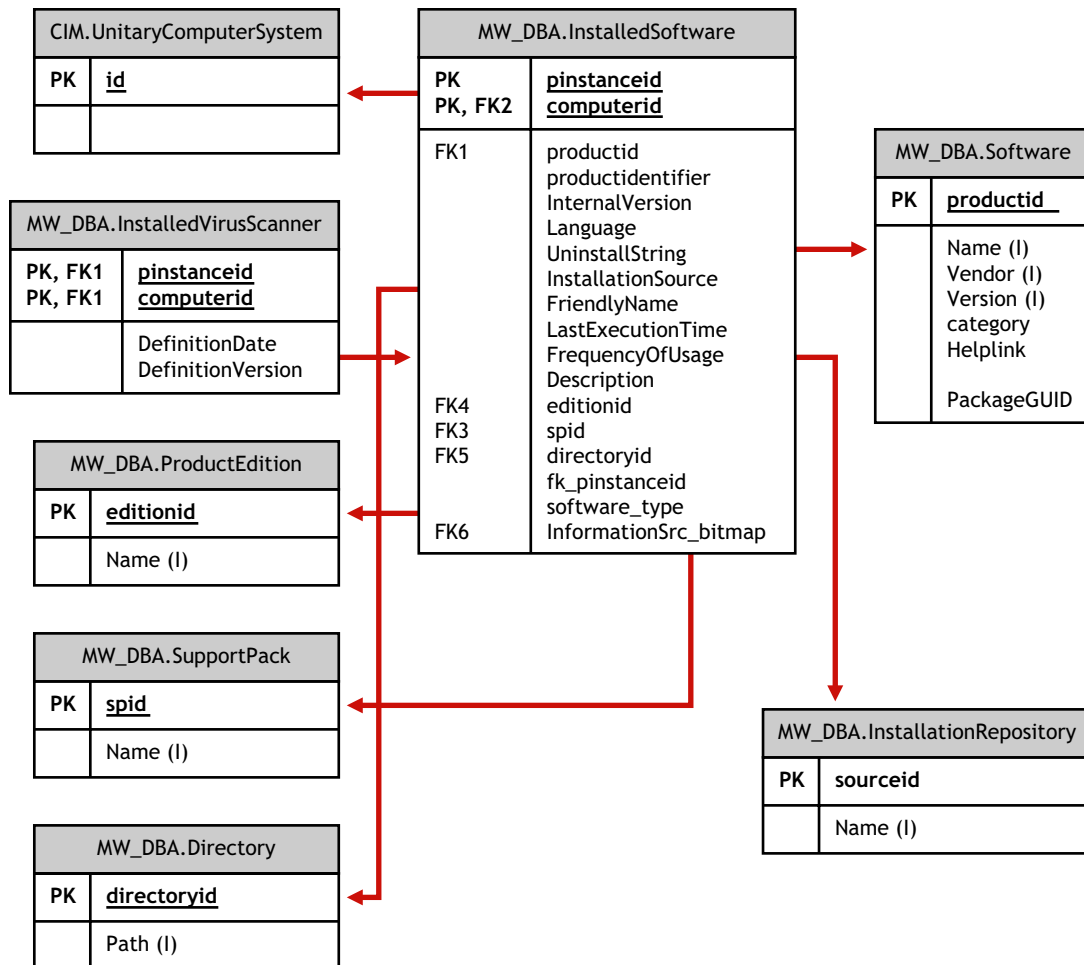 CIM.UnitaryComputerSystem
PK id
MW_DBA.InstalledSoftware
PK pinstanceid
PK, FK2 computerid
FK1 productid
productidentifier
InternalVersion
Language
UninstallString
InstallationSource
FriendlyName
LastExecutionTime
FrequencyOfUsage
Description
FK4 editionid
FK3 spid
FK5 directoryid
fk_pinstanceid
software_type
FK6 InformationSrc_bitmap
MW_DBA.Software
PK productid
Name (I)
Vendor (I)
Version (I)
category
Helplink
PackageGUID
MW_DBA.InstalledVirusScanner
PK, FK1 pinstanceid
PK, FK1 computerid
DefinitionDate
DefinitionVersion
MW_DBA.ProductEdition
PK editionid
Name (I)
MW_DBA.SupportPack
PK spid
Name (I)
MW_DBA.InstallationRepository
PK sourceid
Name (I)
MW_DBA.Directory
PK directoryid
Path (I)